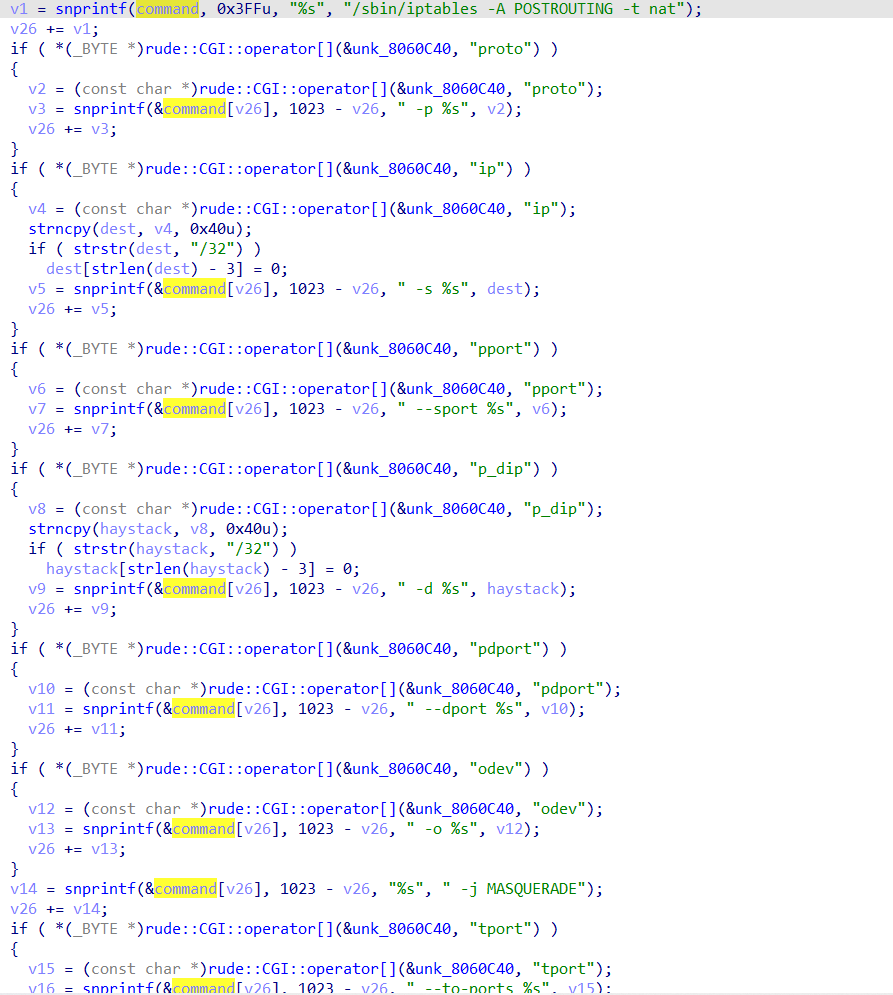 v1 = snprintf(command, 0x3FFu, "%s", "/sbin/iptables -A POSTROUTING -t nat");
v26 += v1;
if ( *(_BYTE *)rude::CGI::operator[](&unk_8060C40, "proto") )
{
  v2 = (const char *)rude::CGI::operator[](&unk_8060C40, "proto");
  v3 = snprintf(&command[v26], 1023 - v26, " -p %s", v2);
  v26 += v3;
}
if ( *(_BYTE *)rude::CGI::operator[](&unk_8060C40, "ip") )
{
  v4 = (const char *)rude::CGI::operator[](&unk_8060C40, "ip");
  strncpy(dest, v4, 0x40u);
  if ( strstr(dest, "/32") )
    dest[strlen(dest) - 3] = 0;
  v5 = snprintf(&command[v26], 1023 - v26, " -s %s", dest);
  v26 += v5;
}
if ( *(_BYTE *)rude::CGI::operator[](&unk_8060C40, "pport") )
{
  v6 = (const char *)rude::CGI::operator[](&unk_8060C40, "pport");
  v7 = snprintf(&command[v26], 1023 - v26, " --sport %s", v6);
  v26 += v7;
}
if ( *(_BYTE *)rude::CGI::operator[](&unk_8060C40, "p_dip") )
{
  v8 = (const char *)rude::CGI::operator[](&unk_8060C40, "p_dip");
  strncpy(haystack, v8, 0x40u);
  if ( strstr(haystack, "/32") )
    haystack[strlen(haystack) - 3] = 0;
  v9 = snprintf(&command[v26], 1023 - v26, " -d %s", haystack);
  v26 += v9;
}
if ( *(_BYTE *)rude::CGI::operator[](&unk_8060C40, "pdport") )
{
  v10 = (const char *)rude::CGI::operator[](&unk_8060C40, "pdport");
  v11 = snprintf(&command[v26], 1023 - v26, " --dport %s", v10);
  v26 += v11;
}
if ( *(_BYTE *)rude::CGI::operator[](&unk_8060C40, "odev") )
{
  v12 = (const char *)rude::CGI::operator[](&unk_8060C40, "odev");
  v13 = snprintf(&command[v26], 1023 - v26, " -o %s", v12);
  v26 += v13;
}
v14 = snprintf(&command[v26], 1023 - v26, "%s", " -j MASQUERADE");
v26 += v14;
if ( *(_BYTE *)rude::CGI::operator[](&unk_8060C40, "tport") )
{
  v15 = (const char *)rude::CGI::operator[](&unk_8060C40, "tport");
  v16 = snprintf(&command[v26], 1023 - v26, " --to-ports %s", v15);